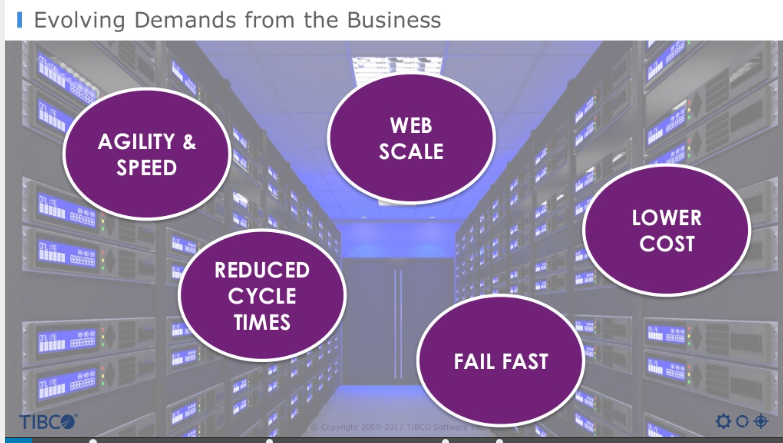 Evolving Demands from the Business
AGILITY &
SPEED
WEB
SCALE
LOWER
COST
REDUCED
CYCLE
TIMES
FAIL FAST
TIBCO
© Copyright 2000-2017 TIBCO Software